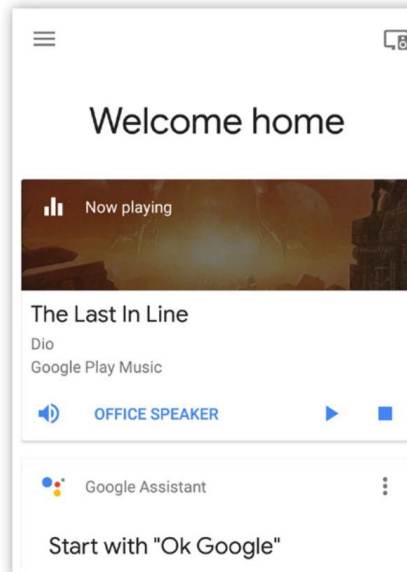 Welcome home
Now playing
The Last In Line
Dio
Google Play Music
OFFICE SPEAKER
Google Assistant
Start with "Ok Google"